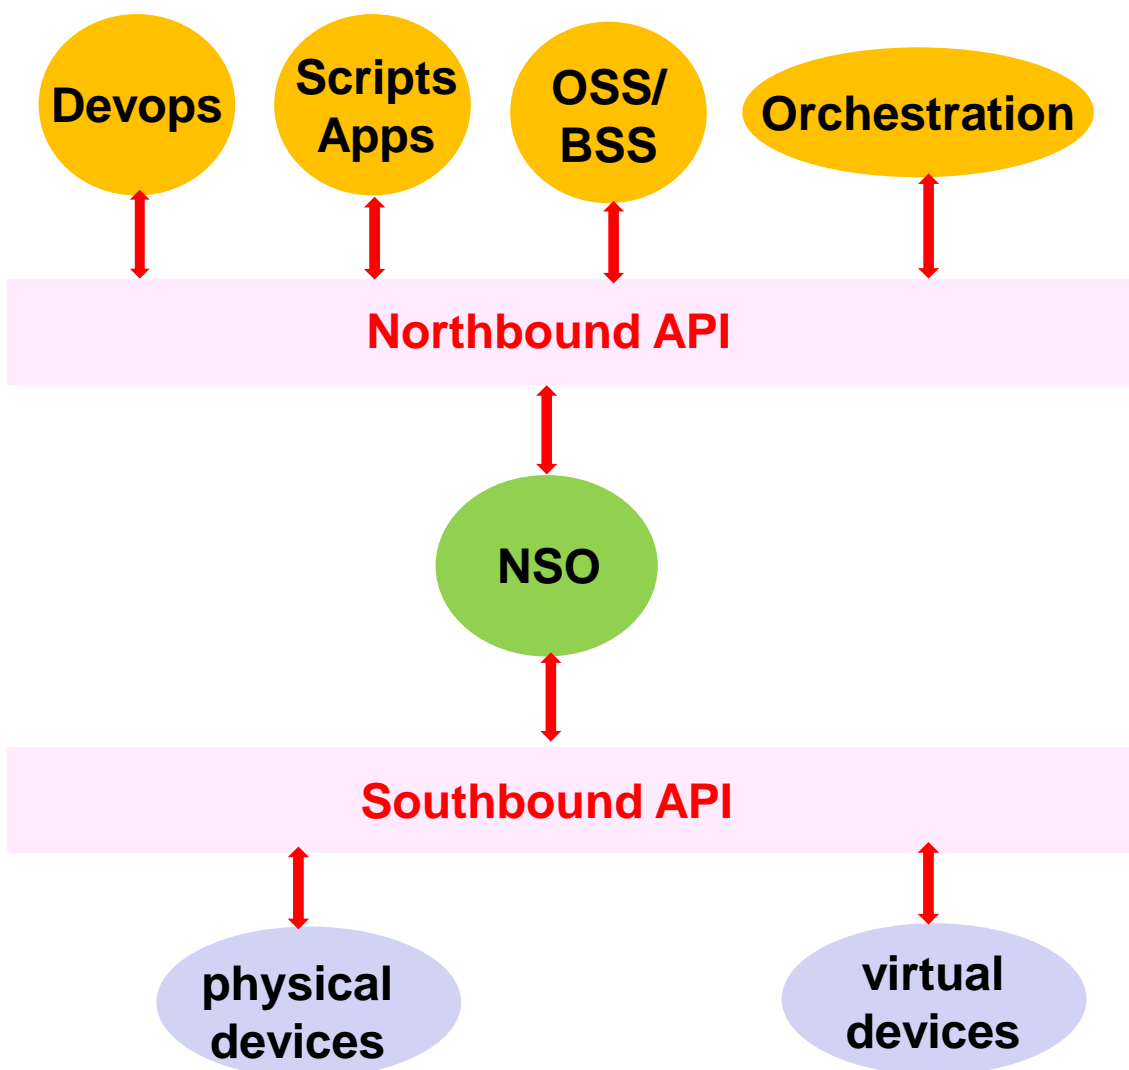 Devops
Scripts
Apps
OSS/
BSS
Orchestration
Northbound API
NSO
Southbound API
physical
devices
virtual
devices